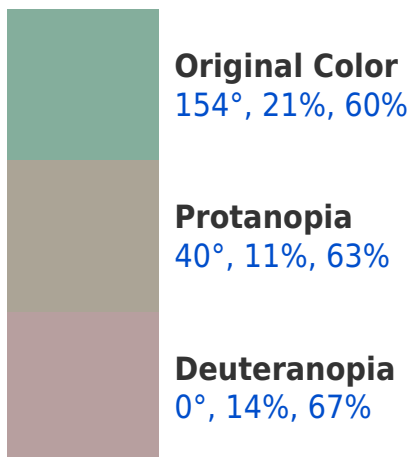 Original Color
154°, 21%, 60%
Protanopia
40°, 11%, 63%
Deuteranopia
0°, 14%, 67%